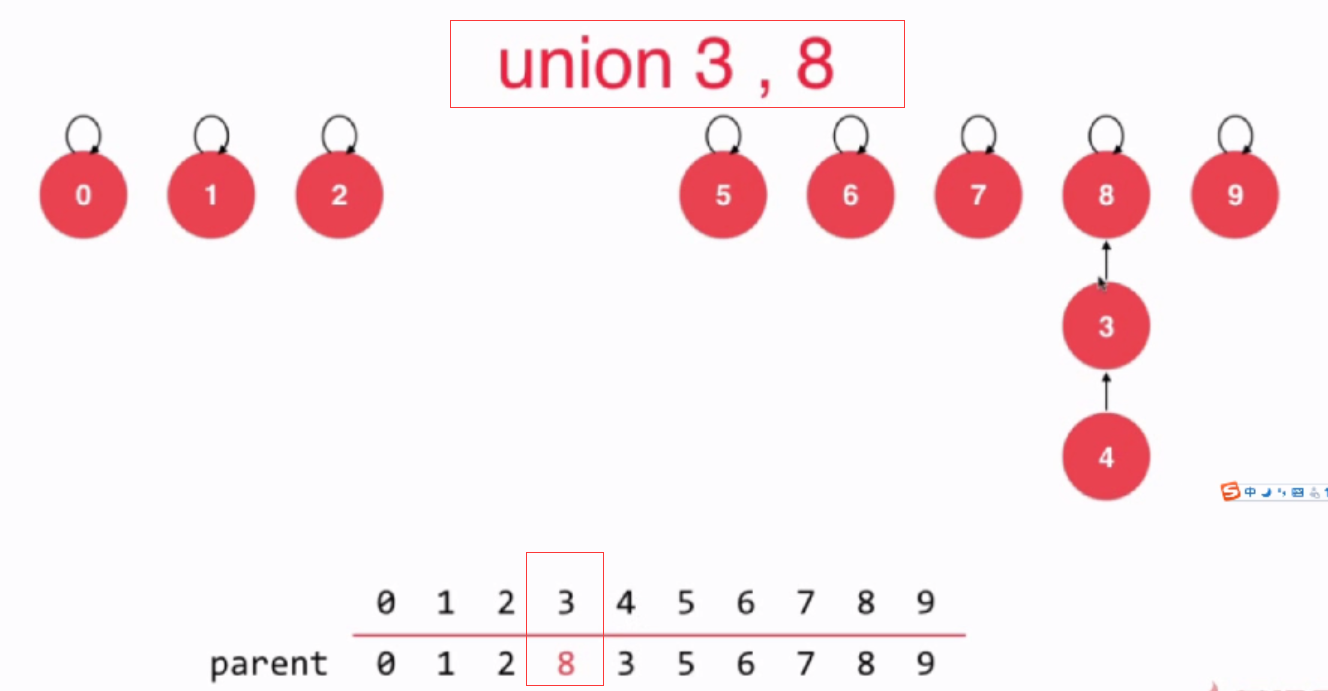 union 3 , 8
0 1 2 5 6 7 8 9
3
4
中
0 1 2 3 4 5 6 7 8 9
parent 0 1 2 8 3 5 6 7 8 9